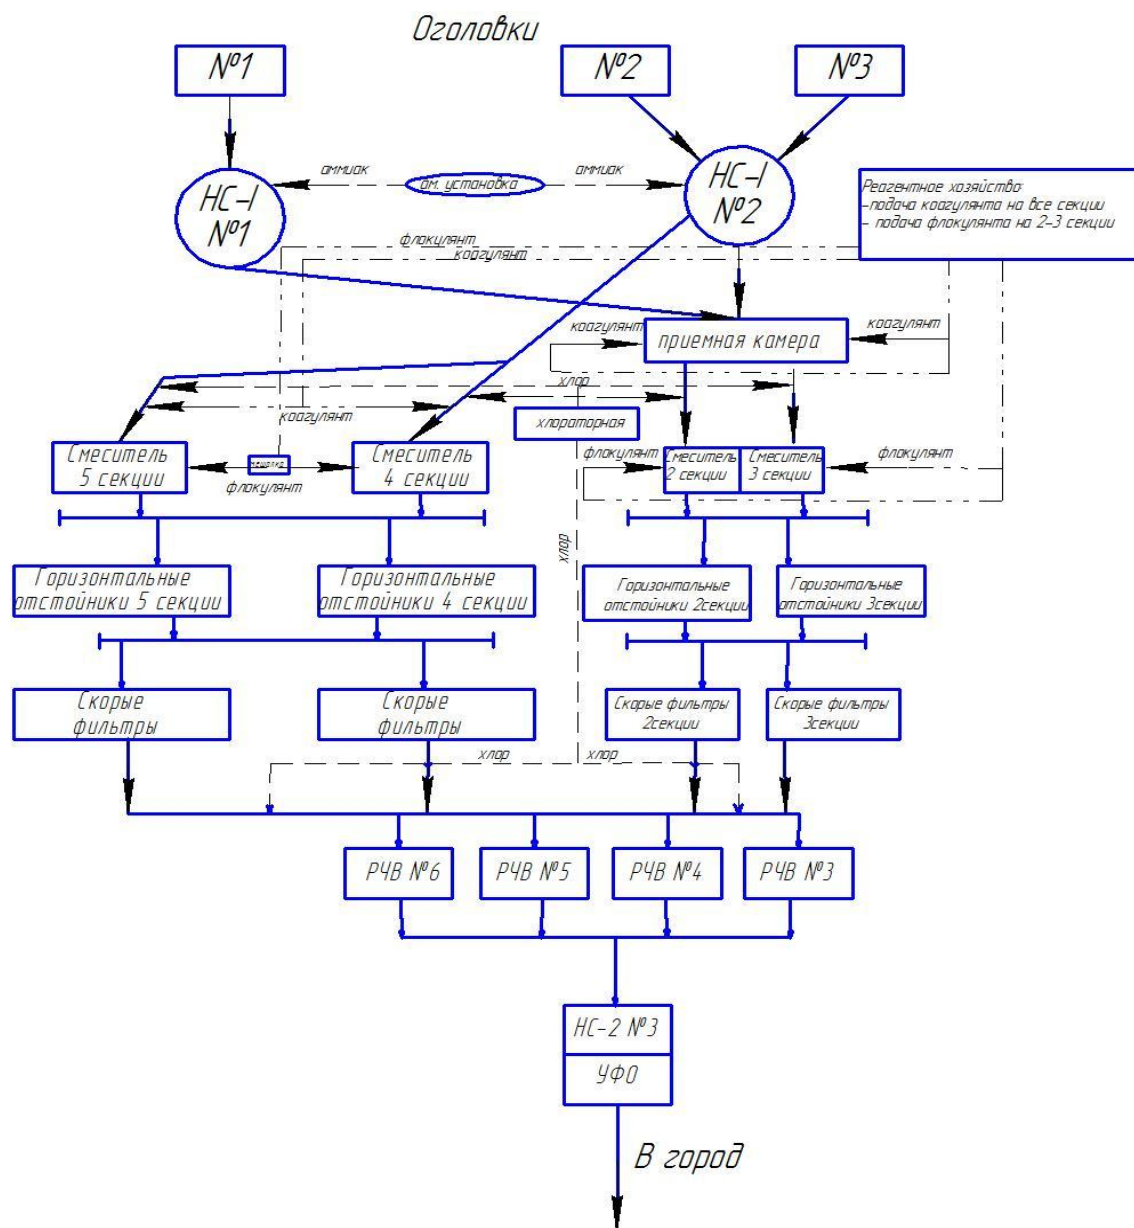 Оголовки
№1
№2
№3
НС-I
№1
аммиак
ам. установка
аммиак
НС-I
№2
Реагентное хозяйство:
-подача коагулянта на все секции
- подача флокулянта на 2-3 секции
флокулянт
коагулянт
коагулянт
приемная камера
коагулянт
хлор
коагулянт
хлораторная
Смеситель
5 секции
мешалка
флокулянт
Смеситель
4 секции
флокулянт
Смеситель
2 секции
Смеситель
3 секции
флокулянт
хлор
Горизонтальные
отстойники 5 секции
Горизонтальные
отстойники 4 секции
Горизонтальные
отстойники 2секции
Горизонтальные
отстойники 3секции
Скорые
фильтры
Скорые
фильтры
Скорые фильтры
2секции
Скорые фильтры
3секции
хлор
хлор
РЧВ №6
РЧВ №5
РЧВ №4
РЧВ №3
НС-2 №3
УФО
В город